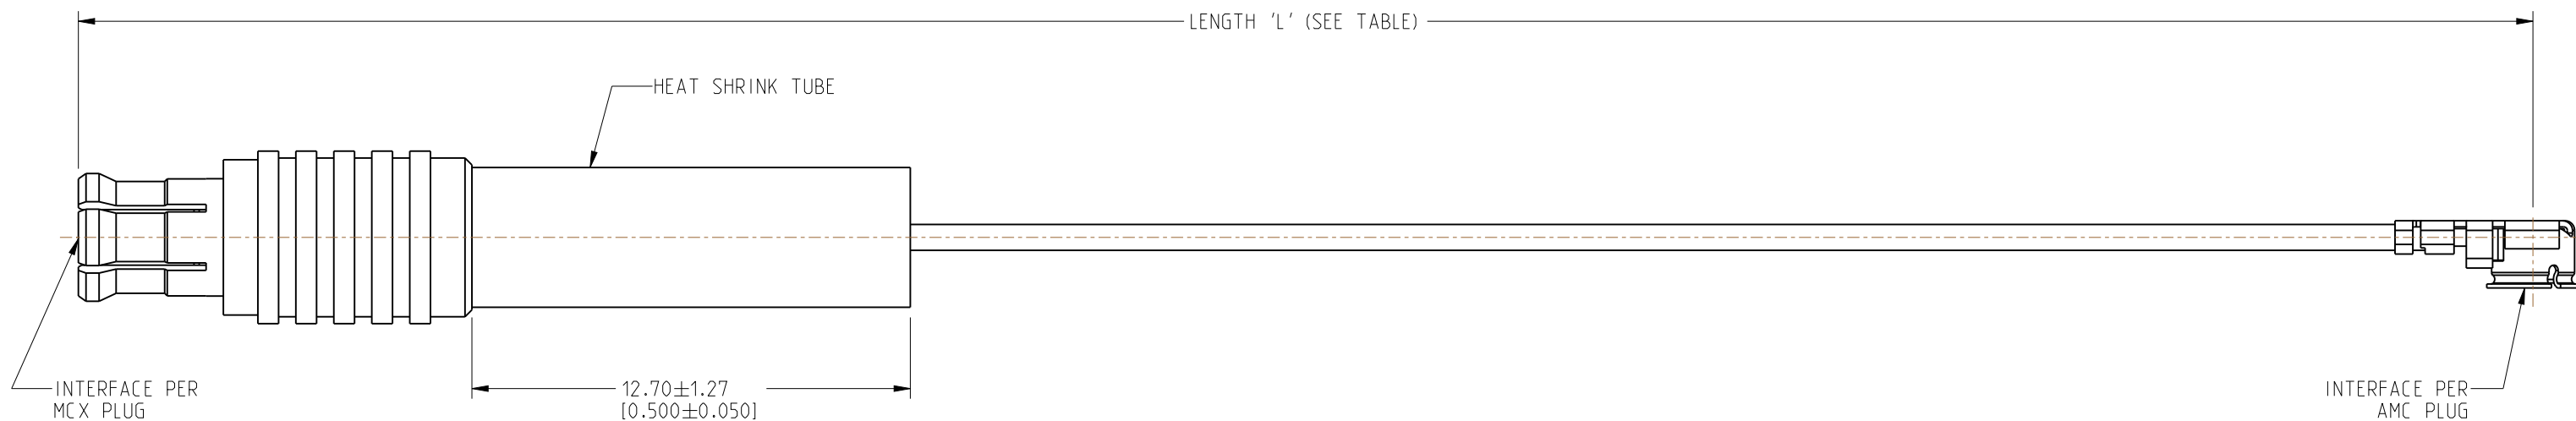 LENGTH 'L' (SEE TABLE)
HEAT SHRINK TUBE
INTERFACE PER
MCX PLUG
12.70±1.27
[0.500±0.050]
INTERFACE PER
AMC PLUG